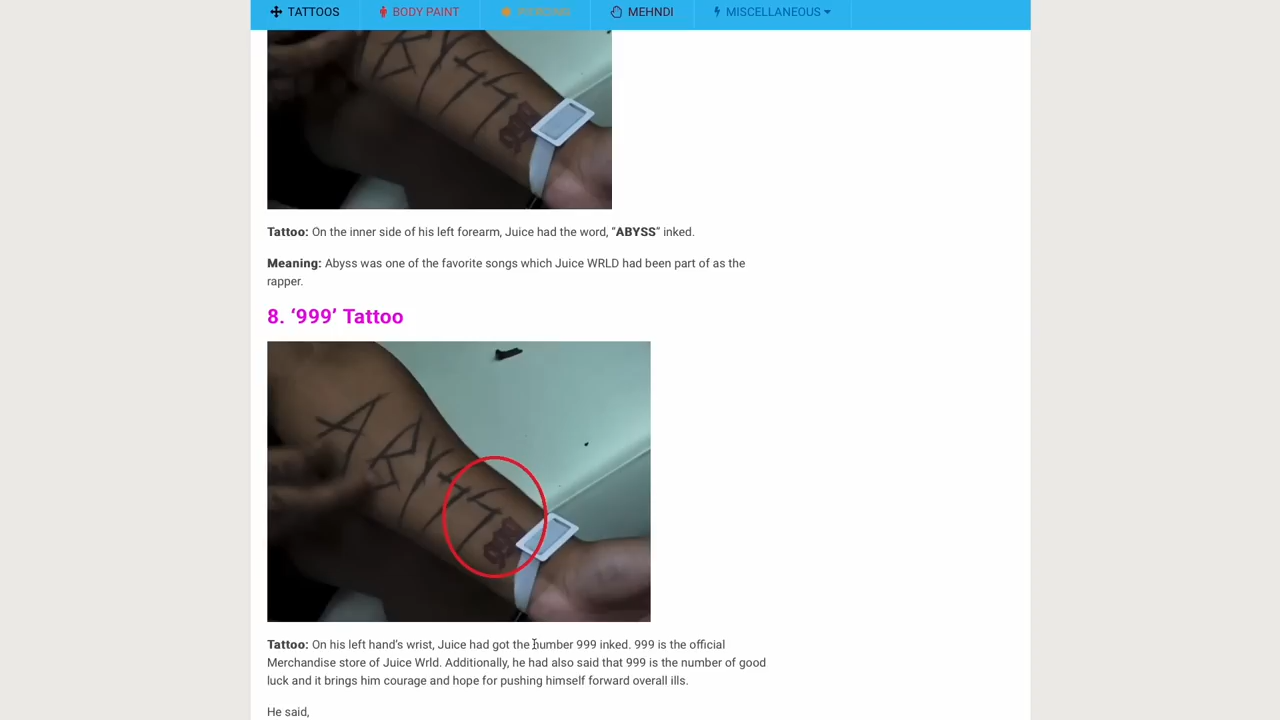 TATTOOS BODY PAINT MEHNDI MISCELLANEOUS
Tattoo: On the inner side of his left forearm, Juice had the word, “ABYSS” inked.
Meaning: Abyss was one of the favorite songs which Juice WRLD had been part of as the
rapper.
8. ‘999’ Tattoo
ABYSS
999
Tattoo: On his left hand’s wrist, Juice had got the number 999 inked. 999 is the official
Merchandise store of Juice Wrld. Additionally, he had also said that 999 is the number of good
luck and it brings him courage and hope for pushing himself forward overall ills.
He said,